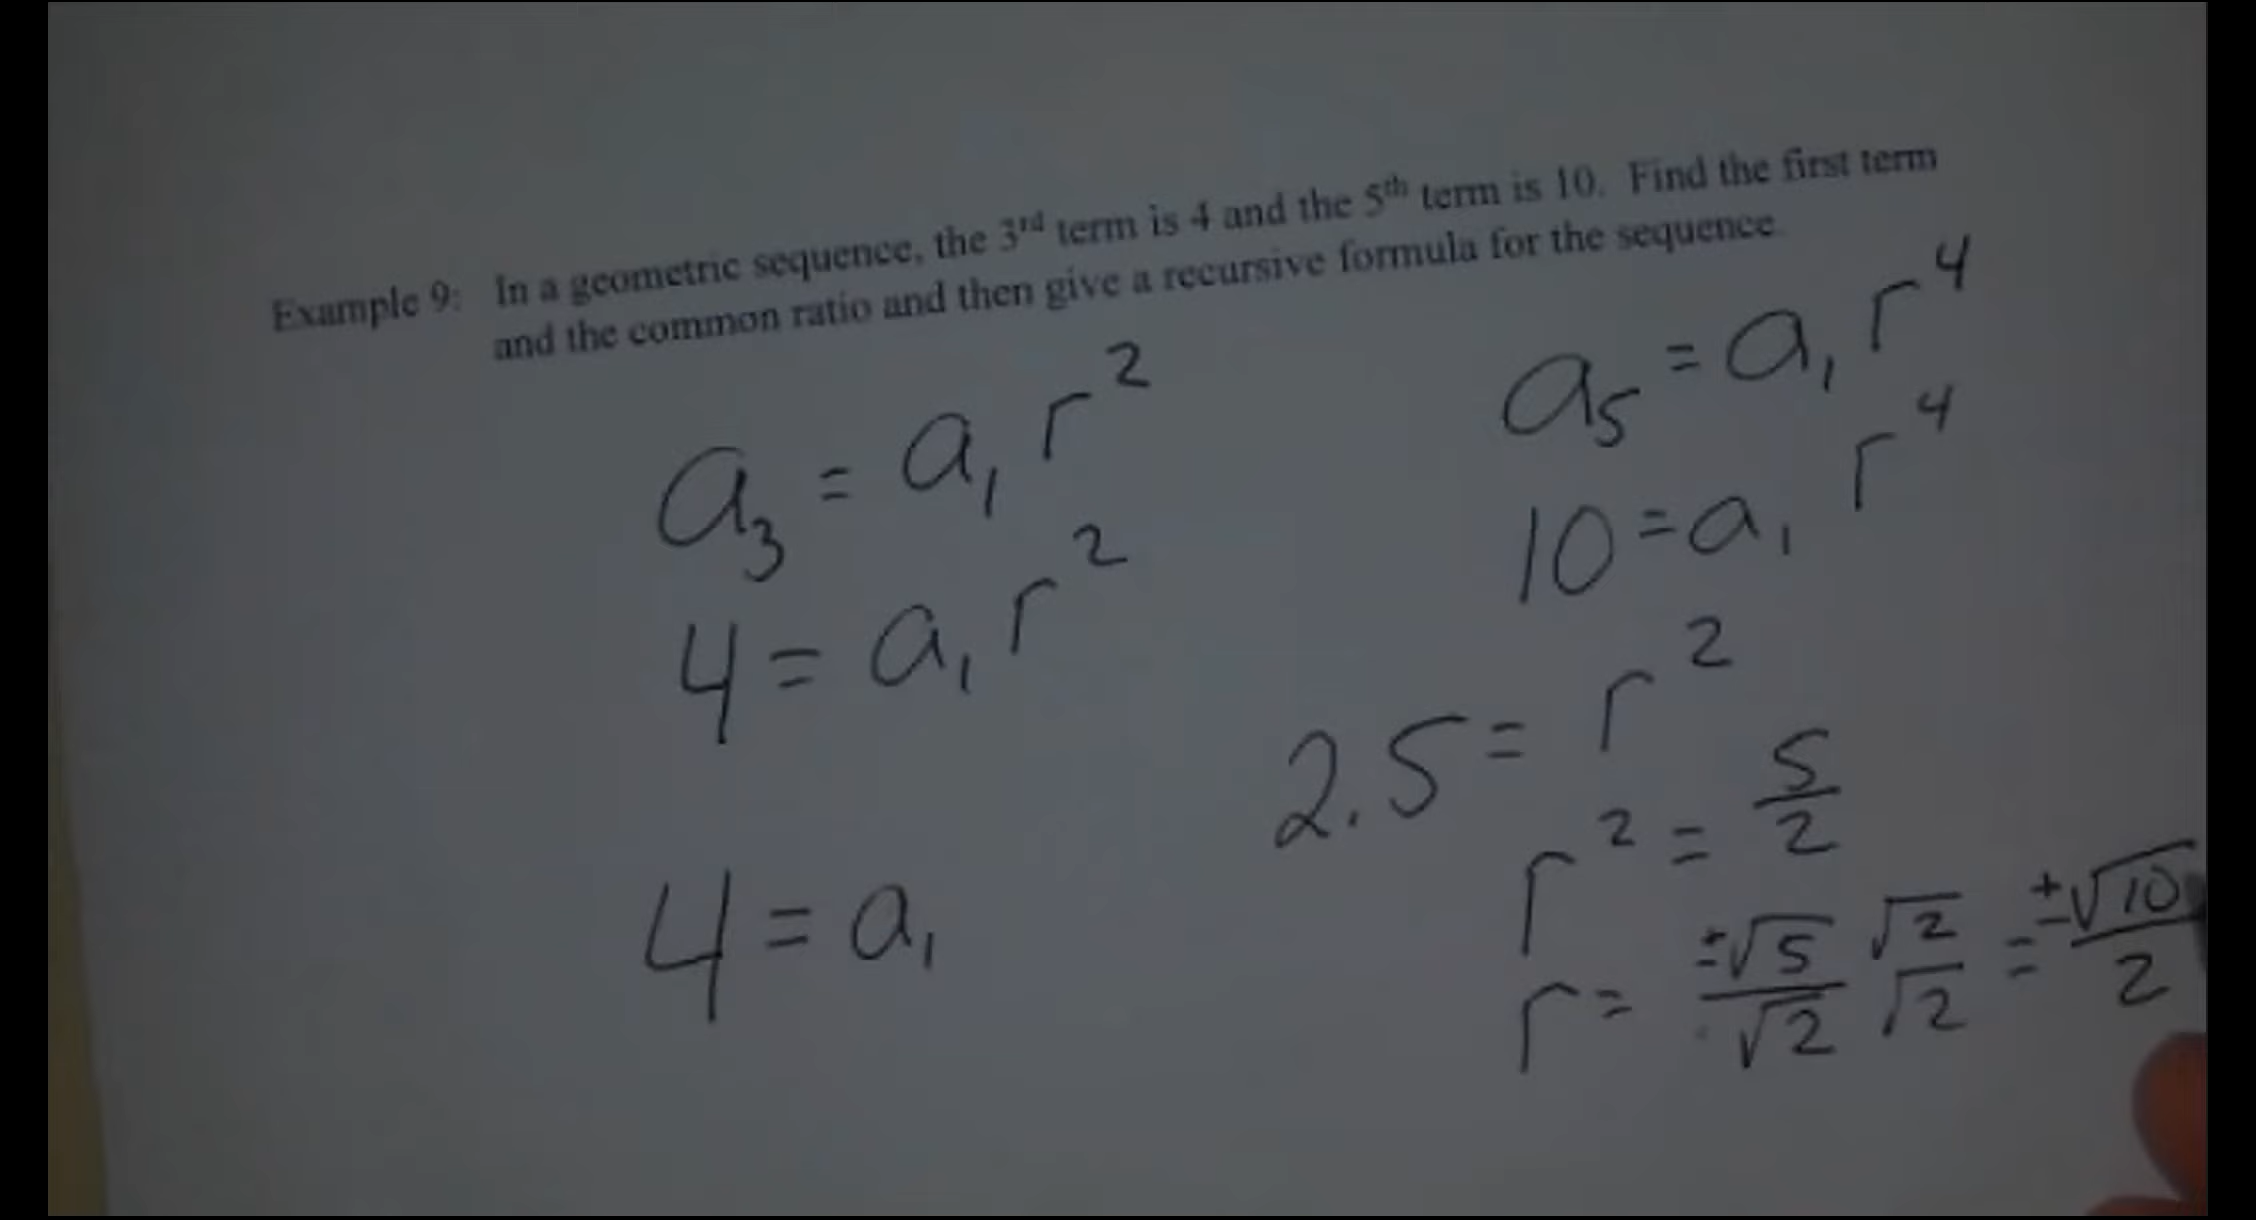 Example 9: In a geometric sequence, the 3rd term is 4 and the 5th term is 10. Find the first term
and the common ratio and then give a recursive formula for the sequence.
a₃ = a₁ r²
a₅ = a₁ r⁴
4 = a₁ r²
10 = a₁ r⁴
2.5 = r²
r² = 5/2
4 = a₁
r = ±√5/√2 √2/√2 = ±√10/2